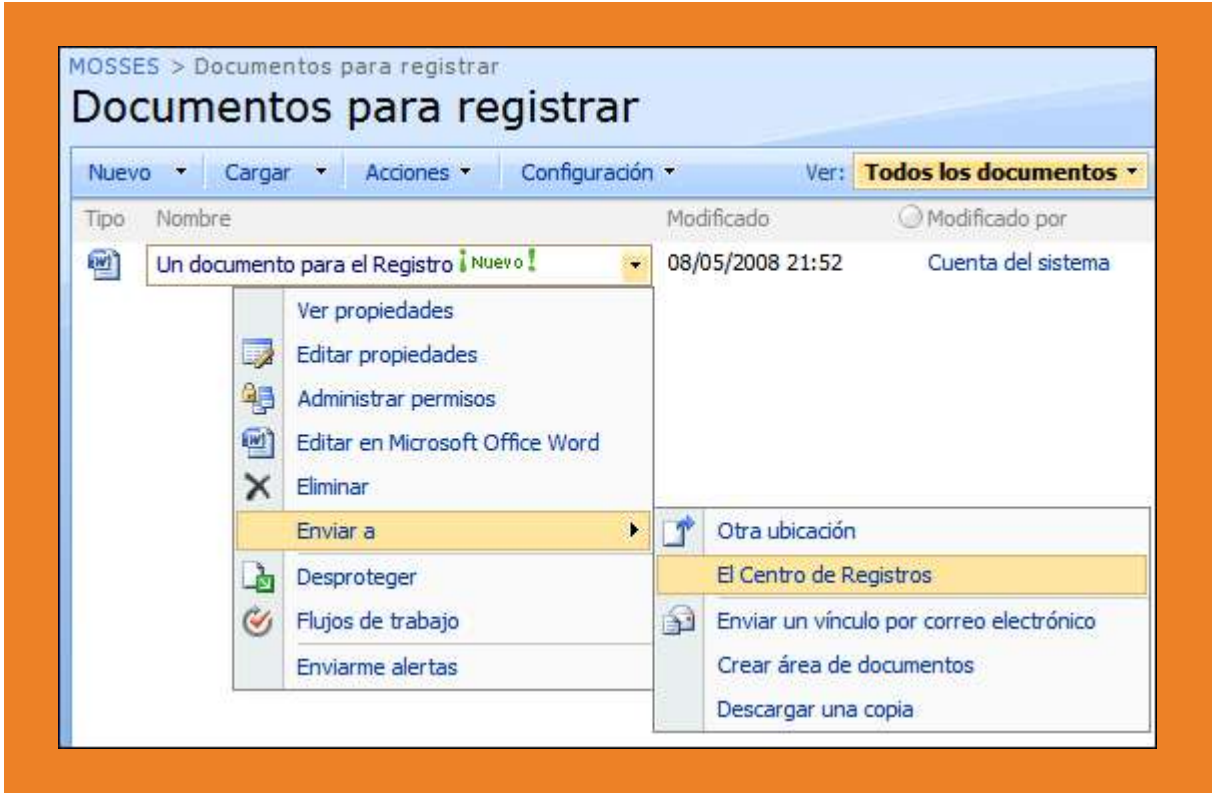 MOSSES > Documentos para registrar
Documentos para registrar
Nuevo Cargar Acciones Configuración Ver: Todos los documentos
Tipo Nombre Modificado Modificado por
Un documento para el Registro ¡Nuevo! 08/05/2008 21:52 Cuenta del sistema
Ver propiedades
Editar propiedades
Administrar permisos
Editar en Microsoft Office Word
Eliminar
Enviar a
Desproteger
Flujos de trabajo
Enviarme alertas
Otra ubicación
El Centro de Registros
Enviar un vínculo por correo electrónico
Crear área de documentos
Descargar una copia